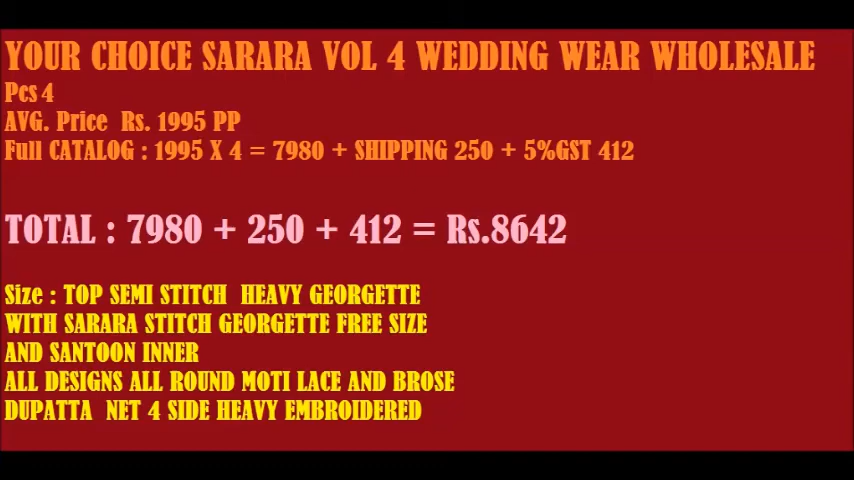 YOUR CHOICE SARARA VOL 4 WEDDING WEAR WHOLESALE
Pcs 4
AVG. Price Rs. 1995 PP
Full CATALOG : 1995 X 4 = 7980 + SHIPPING 250 + 5%GST 412
TOTAL : 7980 + 250 + 412 = Rs.8642
Size : TOP SEMI STITCH HEAVY GEORGETTE
WITH SARARA STITCH GEORGETTE FREE SIZE
AND SANTOON INNER
ALL DESIGNS ALL ROUND MOTI LACE AND BROSE
DUPATTA NET 4 SIDE HEAVY EMBROIDERED